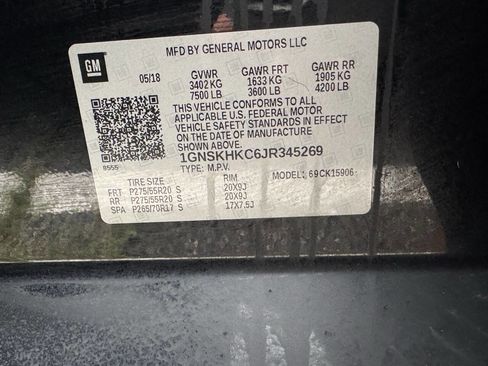 MFD BY GENERAL MOTORS LLC
GM
05/18 GVWR GAWR FRT GAWR RR
3402 KG 1633 KG 1905 KG
7500 LB 3600 LB 4200 LB
THIS VEHICLE CONFORMS TO ALL
APPLICABLE U.S. FEDERAL MOTOR
VEHICLE SAFETY STANDARDS IN EFFECT
ON THE DATE OF MANUFACTURE
SHOWN ABOVE.
1GNSKHKC6JR345269
8555
TYPE: M.P.V. MODEL: 69CK15906
TIRE SIZE RIM
FRT P275/55R20 S 20X9J
RR P275/55R20 S 20X9J
SPA P265/70R17 S 17X7.5J